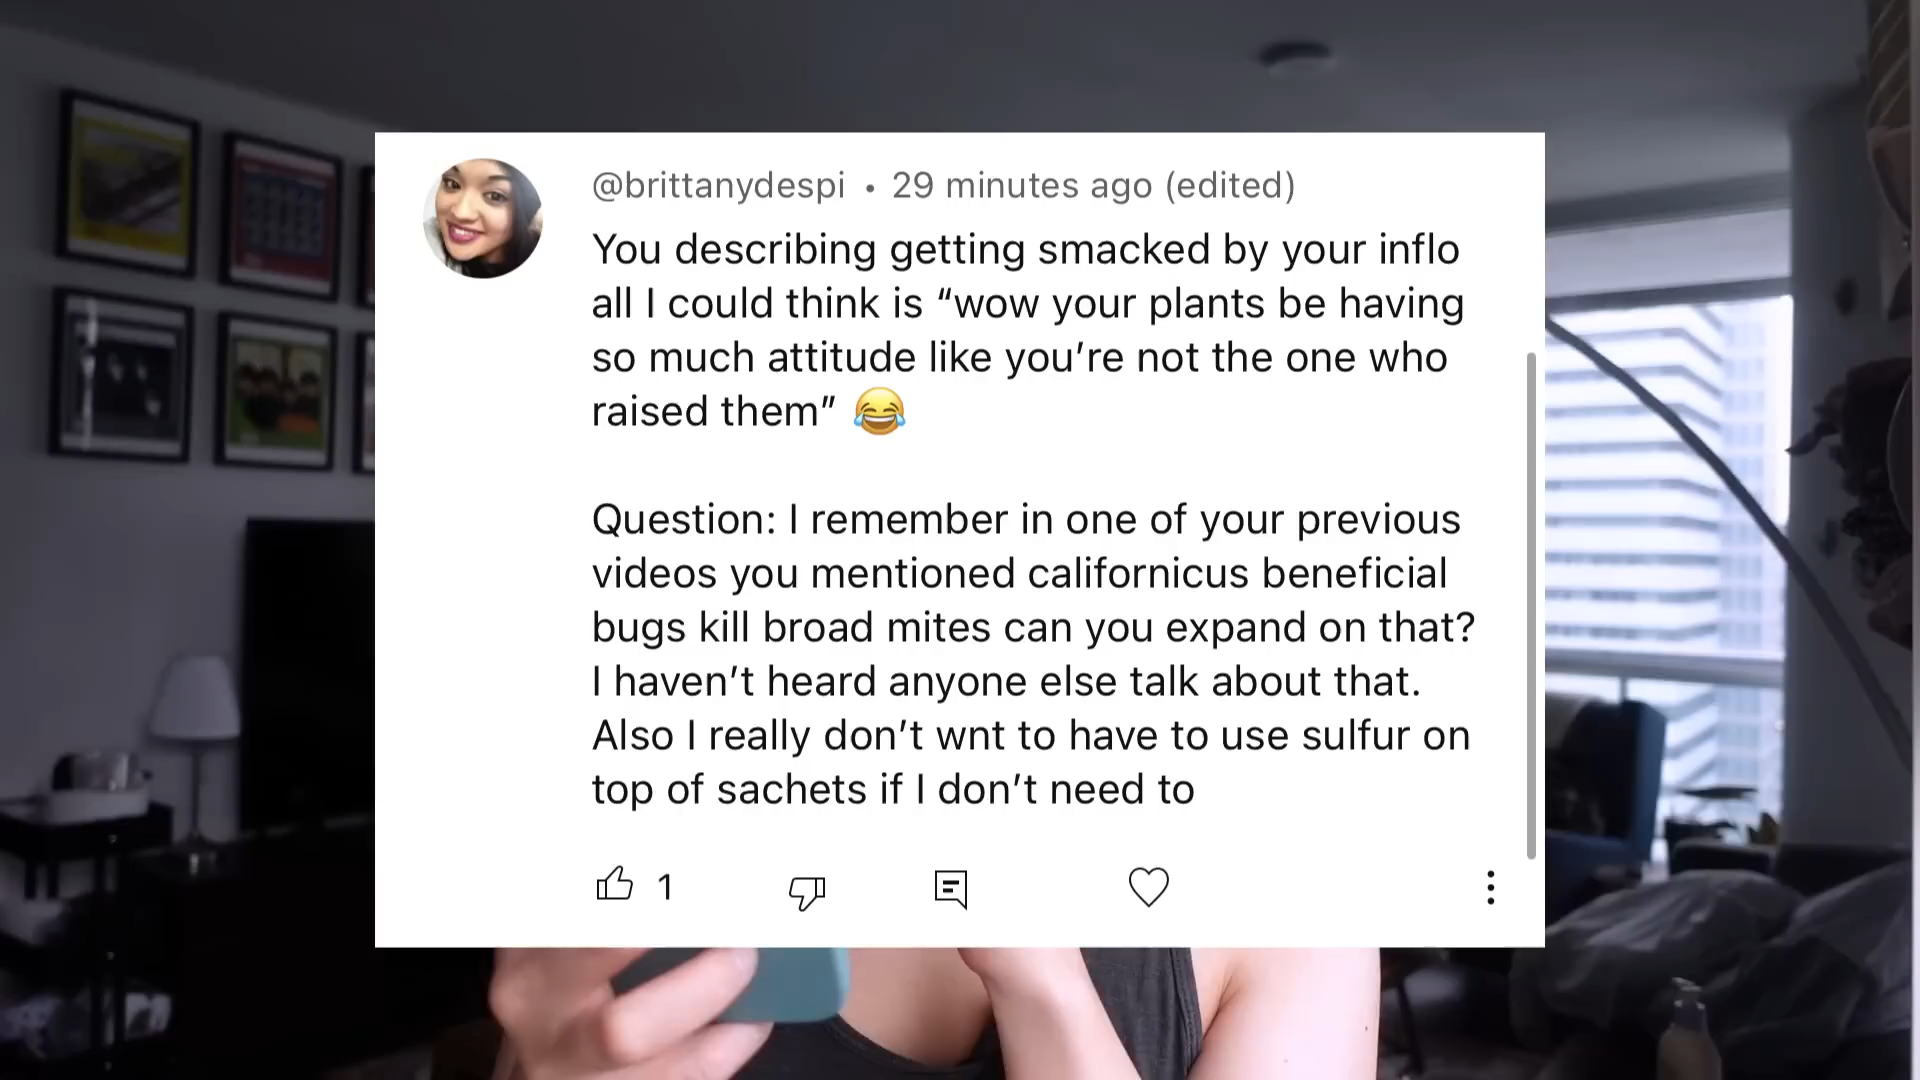 @brittanydespi • 29 minutes ago (edited)
You describing getting smacked by your inflo
all I could think is “wow your plants be having
so much attitude like you’re not the one who
raised them” 😂
Question: I remember in one of your previous
videos you mentioned californicus beneficial
bugs kill broad mites can you expand on that?
I haven’t heard anyone else talk about that.
Also I really don’t wnt to have to use sulfur on
top of sachets if I don’t need to
1